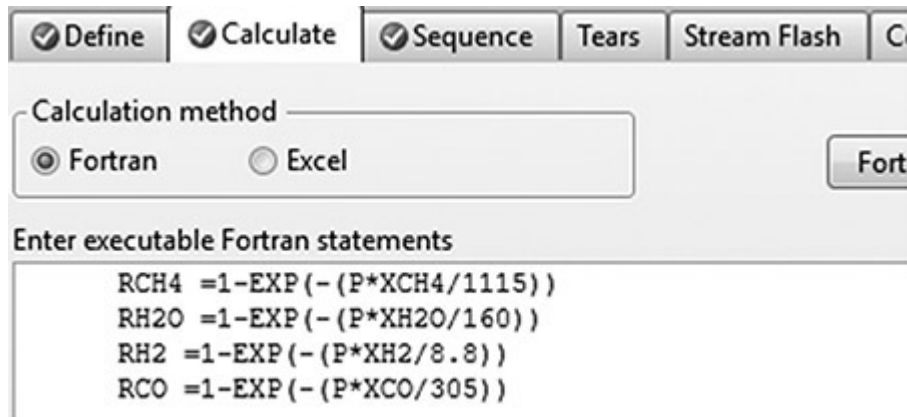 Define Calculate Sequence Tears Stream Flash
Calculation method
Fortran Excel
Enter executable Fortran statements
RCH4 =1-EXP(-(P*XCH4/1115))
RH2O =1-EXP(-(P*XH2O/160))
RH2 =1-EXP(-(P*XH2/8.8))
RCO =1-EXP(-(P*XCO/305))